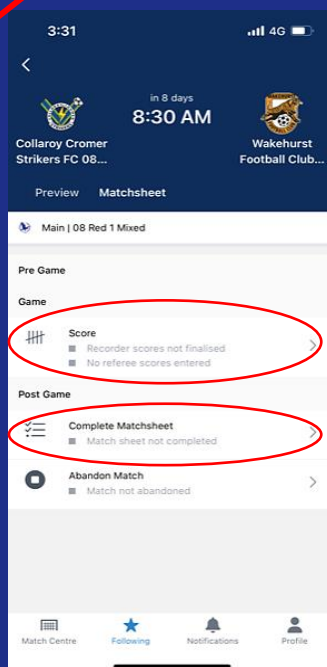 3:31
4G
in 8 days
8:30 AM
Collaroy Cromer
Strikers FC 08...
Wakehurst
Football Club...
Preview Matchsheet
Main | 08 Red 1 Mixed
Pre Game
Game
Score
Recorder scores not finalised
No referee scores entered
Post Game
Complete Matchsheet
Match sheet not completed
Abandon Match
Match not abandoned
Match Centre Following Notifications Profile